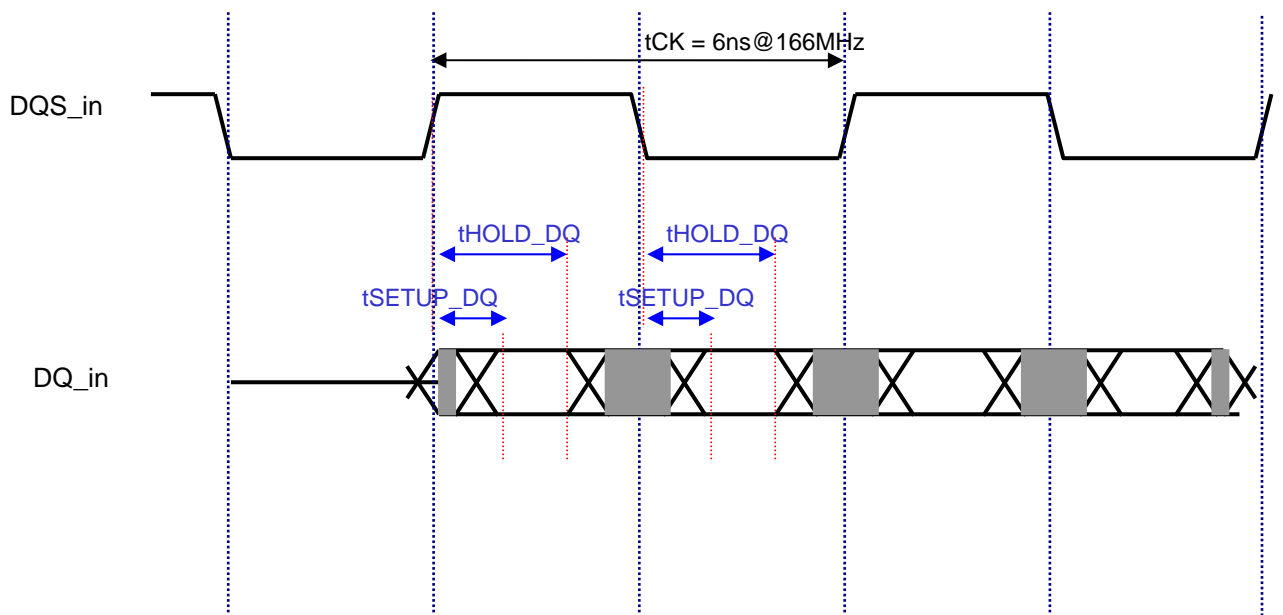 tCK = 6ns@166MHz
DQS_in
tHOLD_DQ tHOLD_DQ
tSETUP_DQ tSETUP_DQ
DQ_in